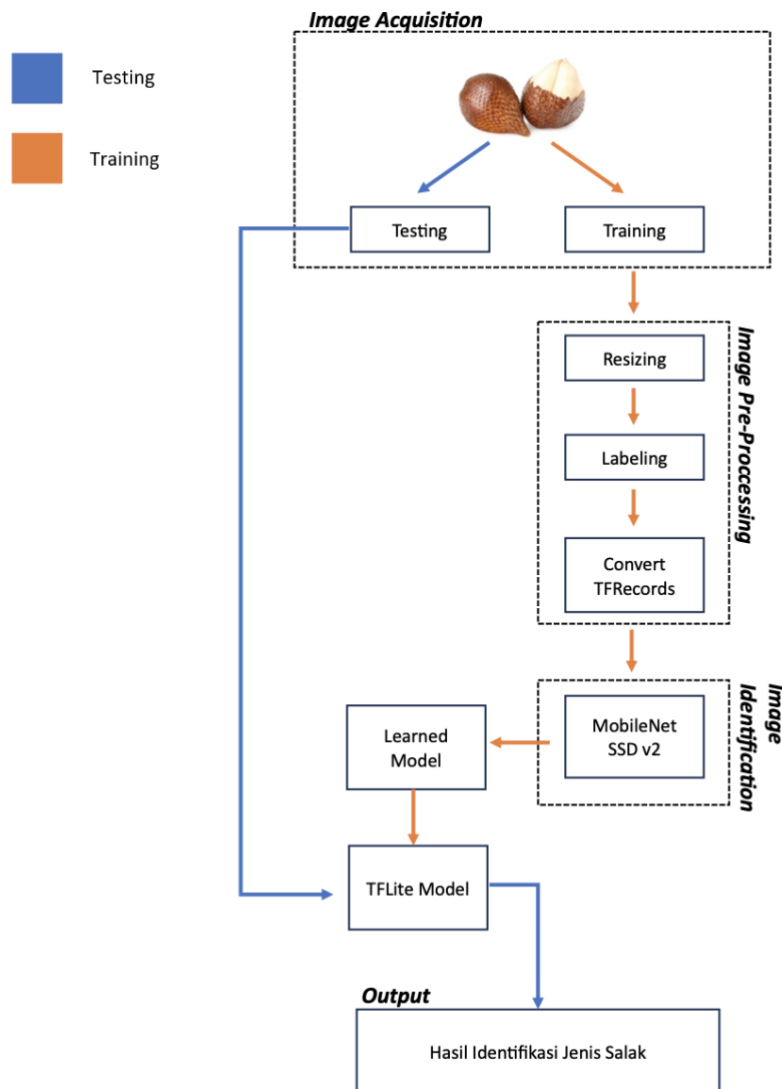 Image Acquisition
Testing
Training
Testing
Training
Resizing
Labeling
Convert
TFRecords
Image Pre-Proccessing
MobileNet
SSD v2
Image
Identification
Learned
Model
TFLite Model
Output
Hasil Identifikasi Jenis Salak